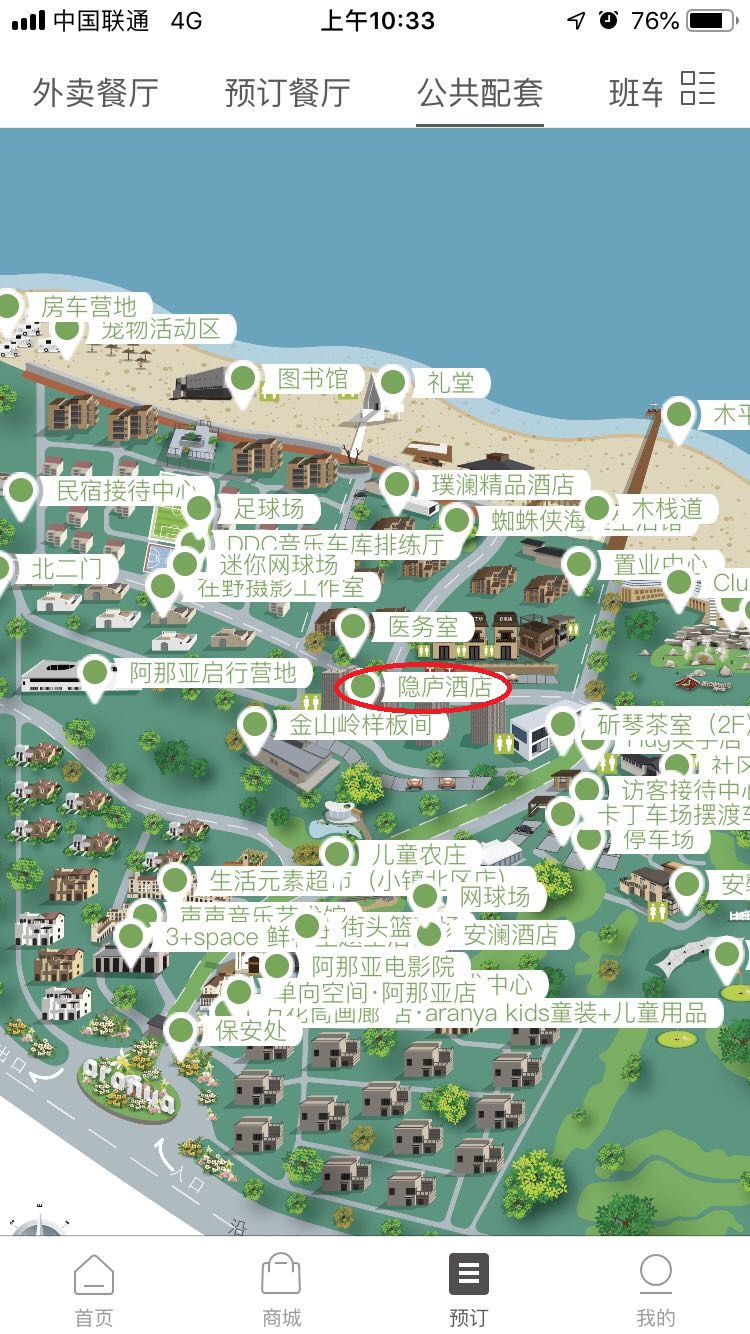 中国联通 4G 上午10:33 76%
外卖餐厅 预订餐厅 公共配套 班车
房车营地
宠物活动区
图书馆
礼堂
木平
民宿接待中心
璞澜精品酒店
足球场
木栈道
蜘蛛侠海
DDC音乐车库排练厅
北二门
迷你网球场
置业中心
在野摄影工作室
Clu
医务室
阿那亚启行营地
隐庐酒店
金山岭样板间
斫琴茶室（2F）
社区
访客接待中心
卡丁车场摆渡车
停车场
儿童农庄
生活元素超市（小镇北区店）
安
网球场
声声音乐艺术馆
街头篮
3+space
安澜酒店
阿那亚电影院
单向空间·阿那亚店
中心
店·aranya kids童装+儿童用品
保安处
出口
aranya
入口
沿
首页 商城 预订 我的